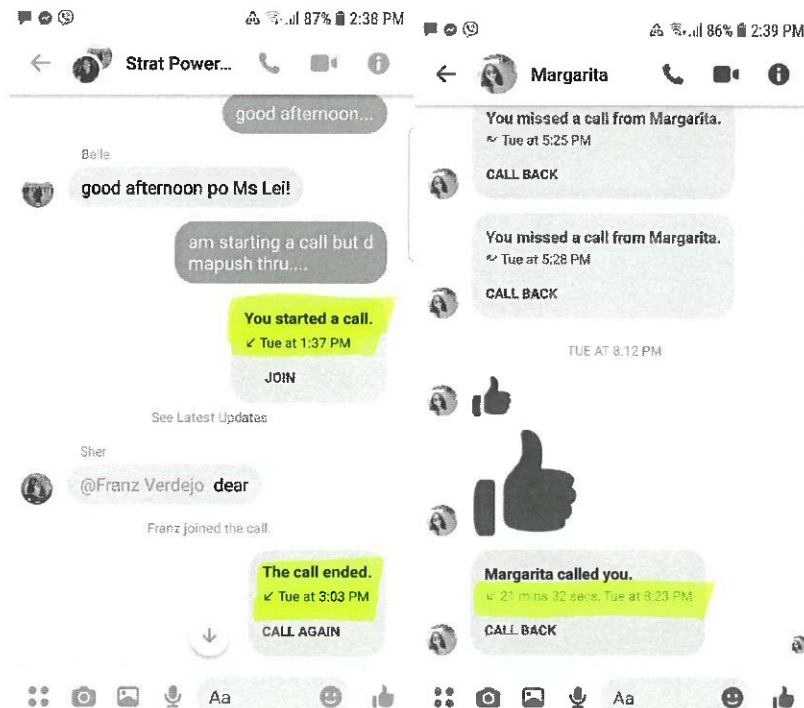 87% 2:38 PM
Strat Power...
good afternoon...
Belle
good afternoon po Ms Lei!
am starting a call but d
mapush thru....
You started a call.
Tue at 1:37 PM
JOIN
See Latest Updates
Sher
@Franz Verdejo dear
Franz joined the call.
The call ended.
Tue at 3:03 PM
CALL AGAIN
Aa
86% 2:39 PM
Margarita
You missed a call from Margarita.
Tue at 5:25 PM
CALL BACK
You missed a call from Margarita.
Tue at 5:28 PM
CALL BACK
TUE AT 8:12 PM
Margarita called you.
21 mins 32 secs, Tue at 8:23 PM
CALL BACK
Aa